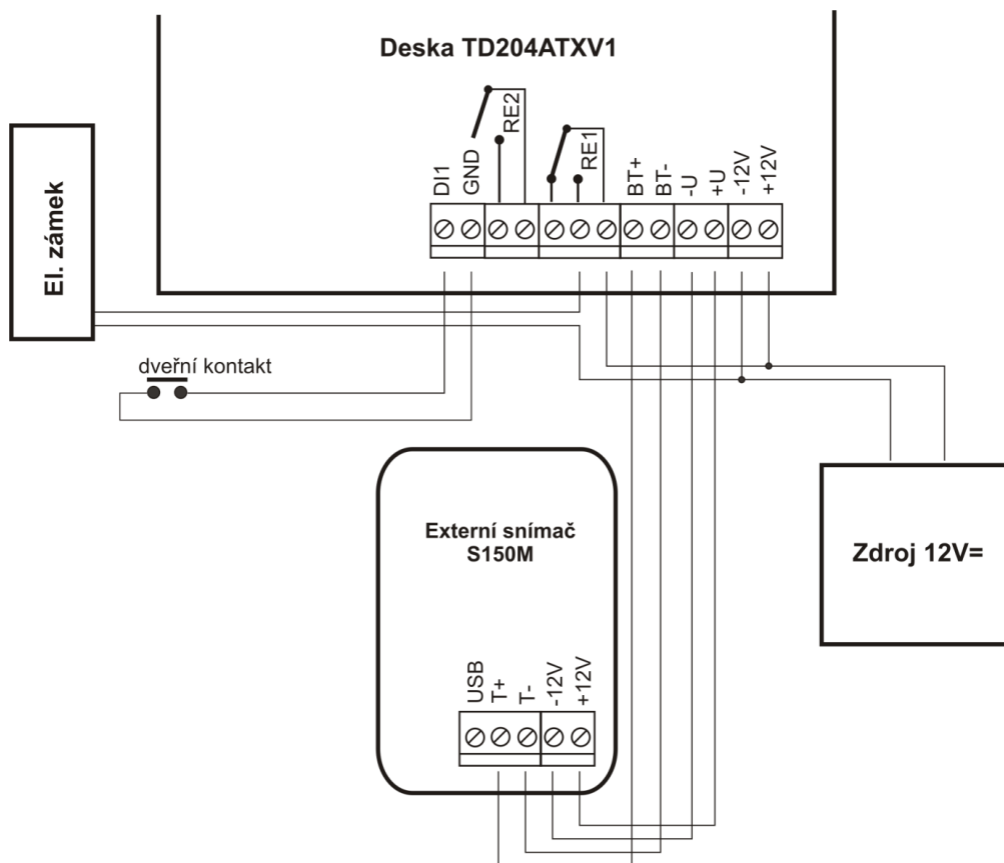 Deska TD204ATXV1
El. zámek
RE2
RE1
DI1
GND
BT+
BT-
-U
+U
-12V
+12V
dveřní kontakt
Externí snímač
S150M
Zdroj 12V=
USB
T+
T-
-12V
+12V